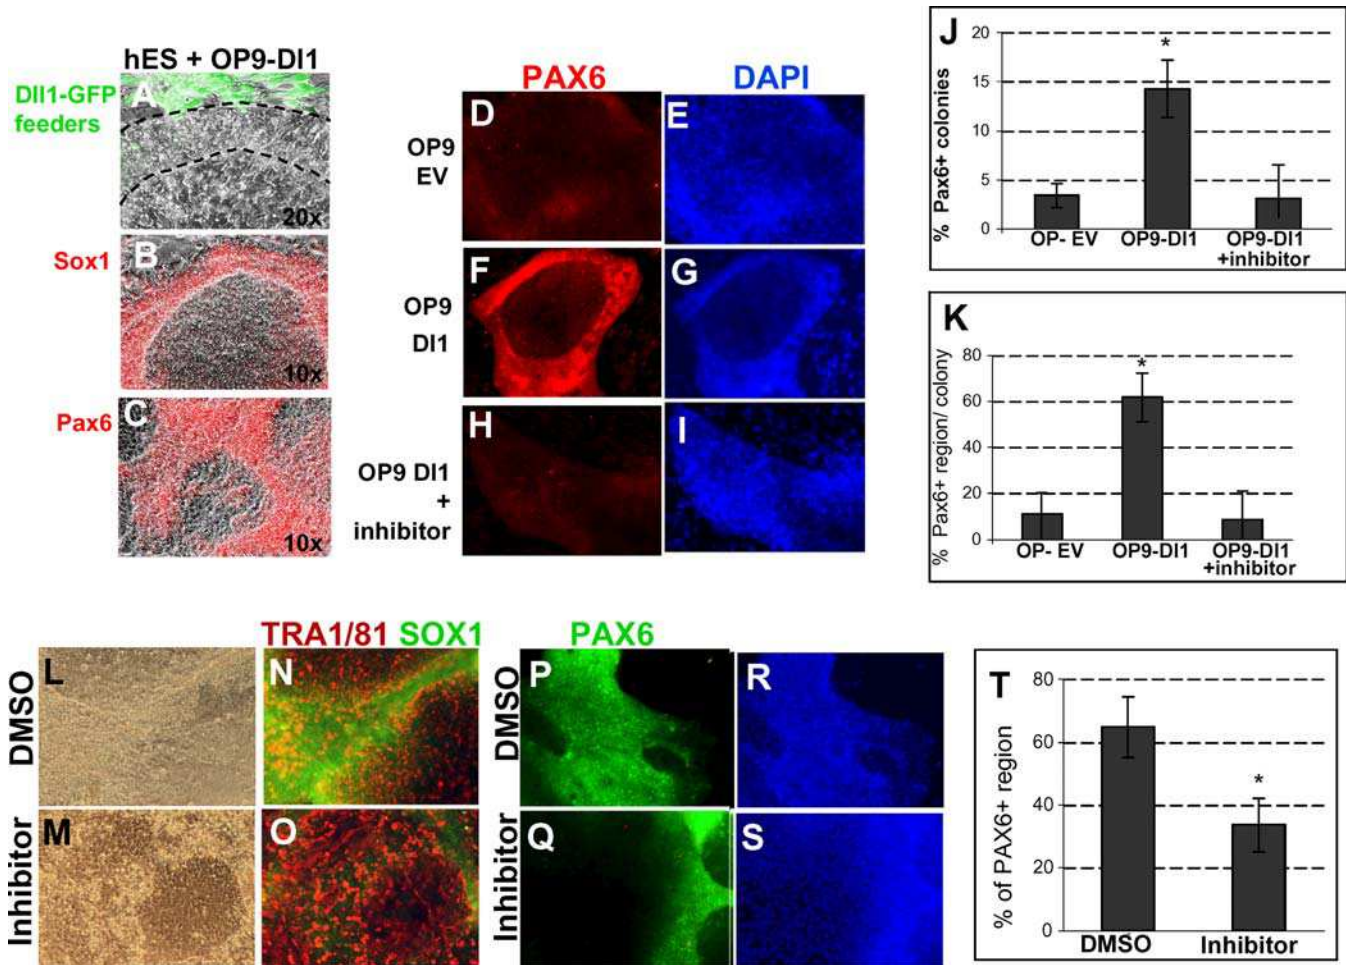 hES + OP9-Dl1
Dll1-GFP
feeders
A
20x
Sox1
B
10x
Pax6
C
10x
PAX6
DAPI
OP9
EV
D
E
OP9
Dl1
F
G
OP9 Dl1
+
inhibitor
H
I
J
% Pax6+ colonies
20
15
10
5
0
*
OP- EV
OP9-Dl1
OP9-Dl1
+inhibitor
K
% Pax6+ region/ colony
80
60
40
20
0
*
OP- EV
OP9-Dl1
OP9-Dl1
+inhibitor
TRA1/81 SOX1
PAX6
DMSO
L
N
DMSO
P
R
Inhibitor
M
O
Inhibitor
Q
S
T
% of PAX6+ region
80
60
40
20
0
*
DMSO
Inhibitor